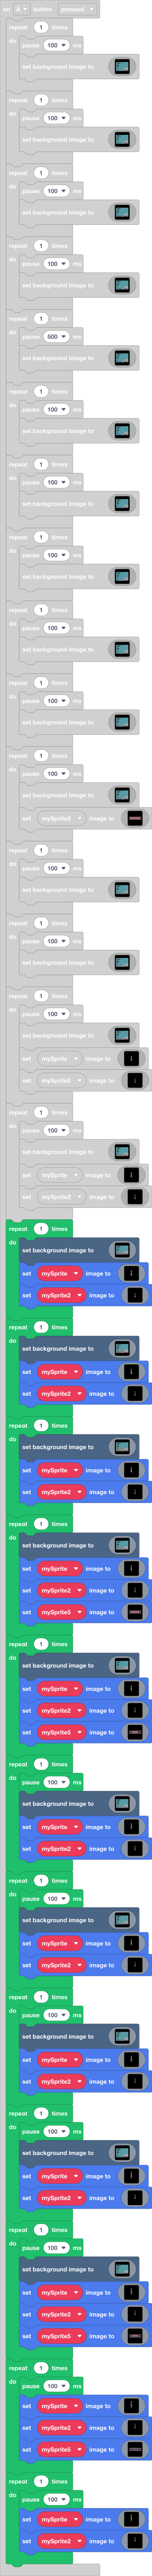 on A button pressed
repeat 1 times
do
pause 100 ms
set background image to
repeat 1 times
do
pause 100 ms
set background image to
repeat 1 times
do
pause 100 ms
set background image to
repeat 1 times
do
pause 100 ms
set background image to
repeat 1 times
do
pause 500 ms
set background image to
repeat 1 times
do
pause 100 ms
set background image to
repeat 1 times
do
pause 100 ms
set background image to
repeat 1 times
do
pause 100 ms
set background image to
repeat 1 times
do
pause 100 ms
set background image to
repeat 1 times
do
pause 100 ms
set background image to
repeat 1 times
do
pause 100 ms
set background image to
set mySprite5 image to
repeat 1 times
do
pause 100 ms
set background image to
repeat 1 times
do
pause 100 ms
set background image to
repeat 1 times
do
pause 100 ms
set background image to
set mySprite image to
set mySprite2 image to
repeat 1 times
do
pause 100 ms
set background image to
set mySprite image to
set mySprite2 image to
repeat 1 times
do
set background image to
set mySprite image to
set mySprite2 image to
repeat 1 times
do
set background image to
set mySprite image to
set mySprite2 image to
repeat 1 times
do
set background image to
set mySprite image to
set mySprite2 image to
repeat 1 times
do
set background image to
set mySprite image to
set mySprite2 image to
set mySprite5 image to
repeat 1 times
do
set background image to
set mySprite image to
set mySprite2 image to
set mySprite5 image to
repeat 1 times
do
pause 100 ms
set background image to
set mySprite image to
set mySprite2 image to
repeat 1 times
do
pause 100 ms
set background image to
set mySprite image to
set mySprite2 image to
repeat 1 times
do
pause 100 ms
set background image to
set mySprite image to
set mySprite2 image to
repeat 1 times
do
pause 100 ms
set background image to
set mySprite image to
set mySprite2 image to
repeat 1 times
do
pause 100 ms
set background image to
set mySprite image to
set mySprite2 image to
set mySprite5 image to
repeat 1 times
do
pause 100 ms
set mySprite image to
set mySprite2 image to
set mySprite5 image to
repeat 1 times
do
pause 100 ms
set mySprite image to
set mySprite2 image to